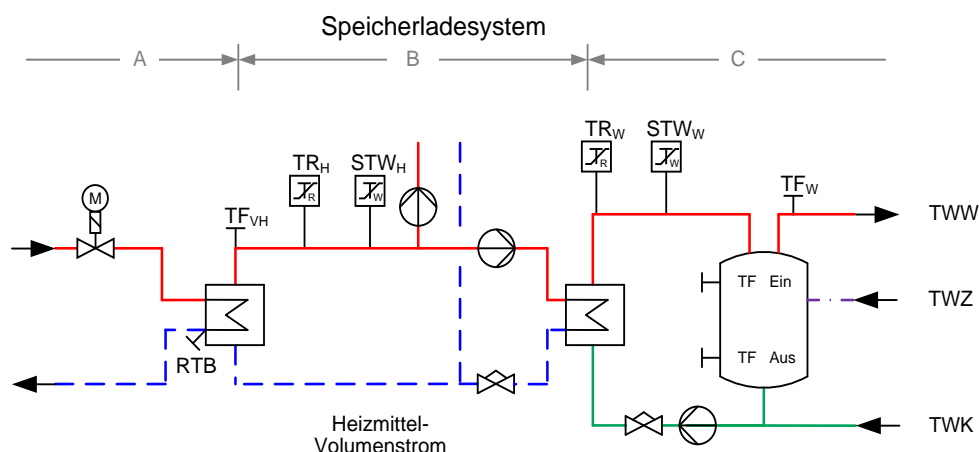 Speicherladesystem
A B C
TR_W STW_W
TR_H STW_H
M R W R W
TF_VH TF_W
TWW
TF Ein
TWZ
RTB
TF Aus
Heizmittel-
Volumenstrom
TWK